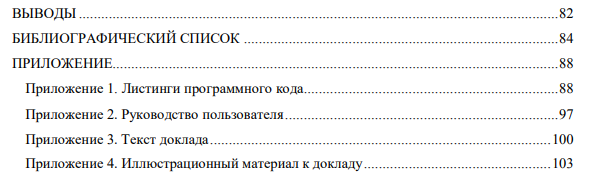 ВЫВОДЫ ........ 82
БИБЛИОГРАФИЧЕСКИЙ СПИСОК ........ 84
ПРИЛОЖЕНИЕ ........ 88
Приложение 1. Листинги программного кода ........ 88
Приложение 2. Руководство пользователя ........ 97
Приложение 3. Текст доклада ........ 100
Приложение 4. Иллюстрационный материал к докладу ........ 103